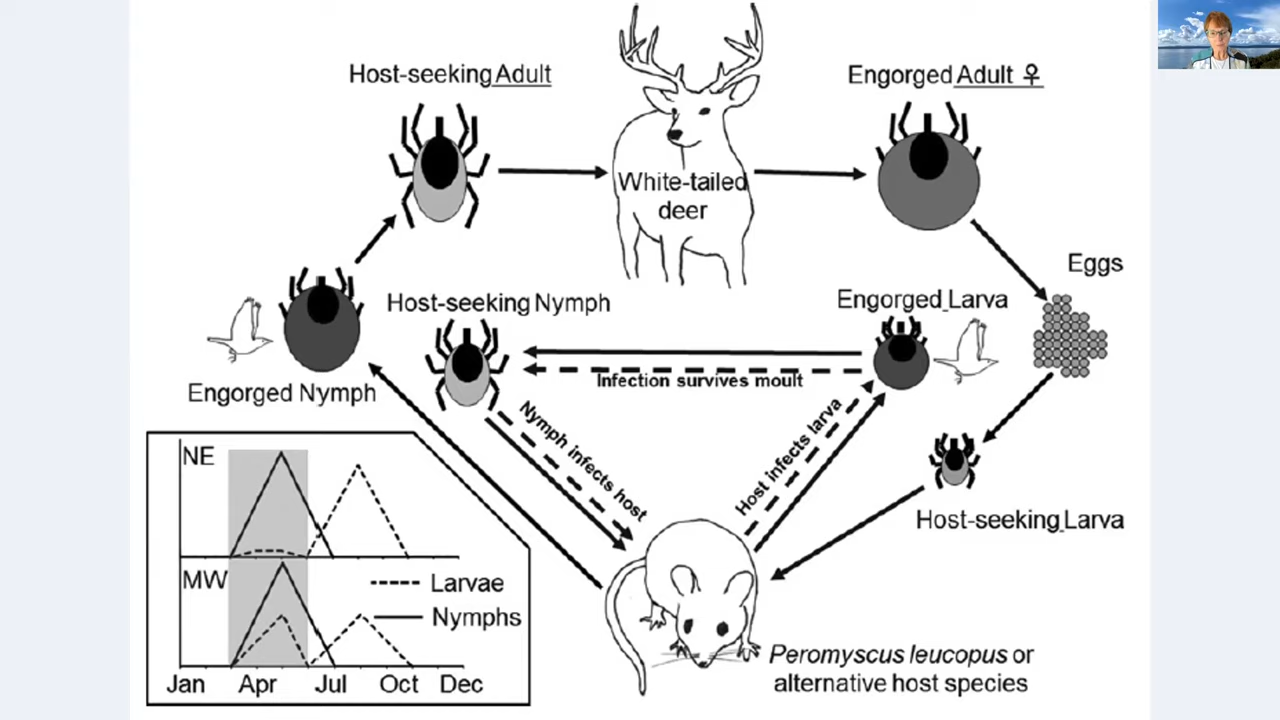 Host-seeking Adult
Engorged Adult ♀
White-tailed
deer
Eggs
Host-seeking Nymph
Engorged Larva
Infection survives moult
Engorged Nymph
Nymph infects host
Host infects larva
Host-seeking Larva
NE
MW
Larvae
Nymphs
Jan Apr Jul Oct Dec
Peromyscus leucopus or
alternative host species